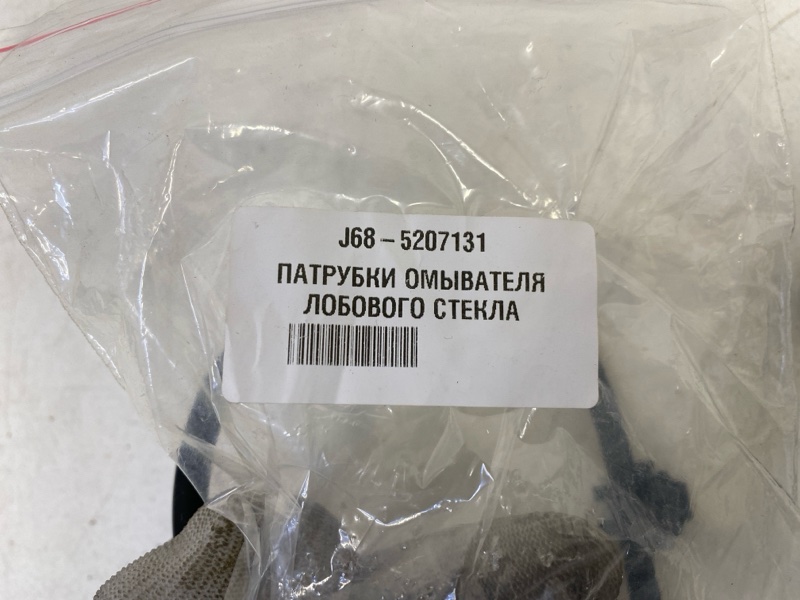 J68-5207131
ПАТРУБКИ ОМЫВАТЕЛЯ
ЛОБОВОГО СТЕКЛА